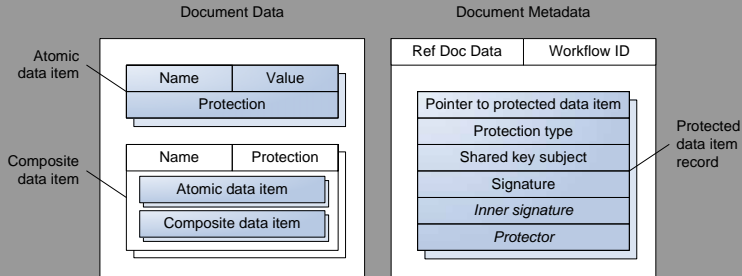 Document Data
Document Metadata
Atomic
data item
Name
Value
Protection
Composite
data item
Name
Protection
Atomic data item
Composite data item
Ref Doc Data
Workflow ID
Pointer to protected data item
Protection type
Shared key subject
Signature
Inner signature
Protector
Protected
data item
record